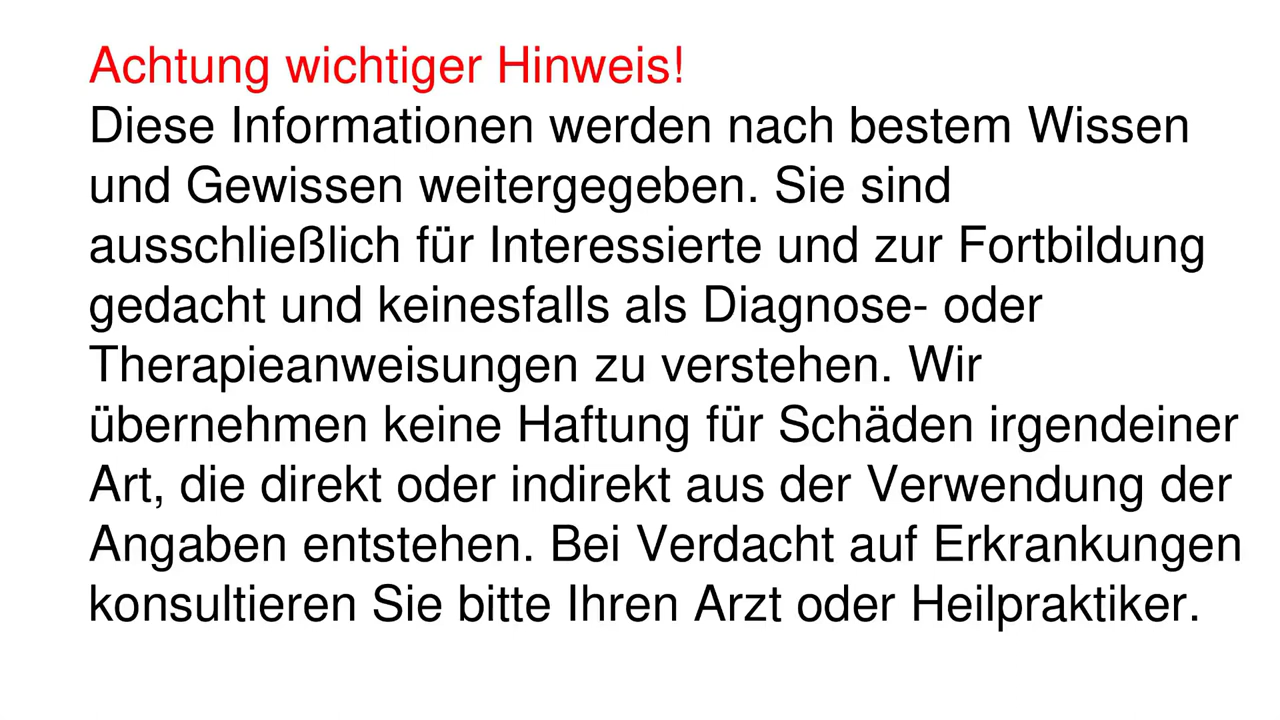 Achtung wichtiger Hinweis!
Diese Informationen werden nach bestem Wissen
und Gewissen weitergegeben. Sie sind
ausschließlich für Interessierte und zur Fortbildung
gedacht und keinesfalls als Diagnose- oder
Therapieanweisungen zu verstehen. Wir
übernehmen keine Haftung für Schäden irgendeiner
Art, die direkt oder indirekt aus der Verwendung der
Angaben entstehen. Bei Verdacht auf Erkrankungen
konsultieren Sie bitte Ihren Arzt oder Heilpraktiker.